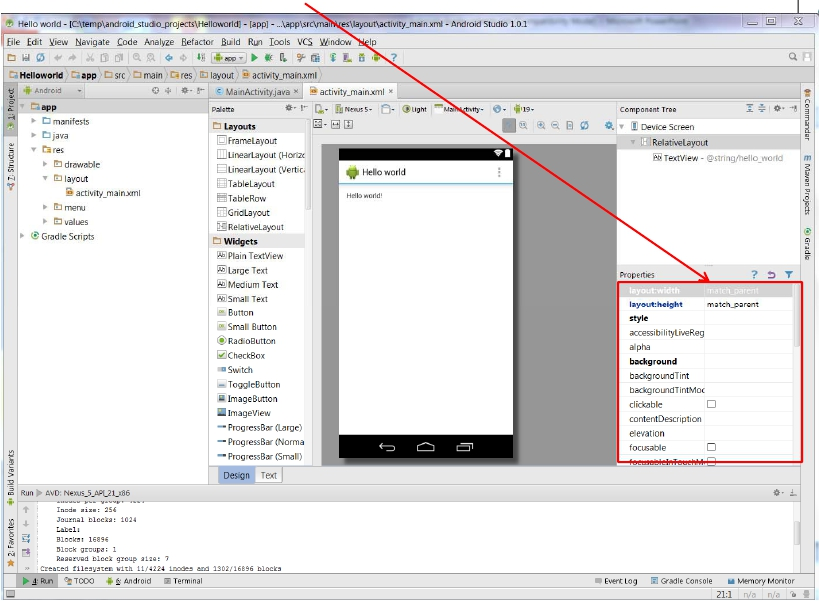 Hello world - [C:\temp\android_studio_projects\Helloworld] - [app] - ...\app\src\main\res\layout\activity_main.xml - Android Studio 1.0.1
File Edit View Navigate Code Analyze Refactor Build Run Tools VCS Window Help
app
Helloworld app src main res layout activity_main.xml
1: Project
Z: Structure
Build Variants
2: Favorites
Android
app
manifests
java
res
drawable
layout
activity_main.xml
menu
values
Gradle Scripts
MainActivity.java × activity_main.xml ×
Palette
Layouts
FrameLayout
LinearLayout (Horizo
LinearLayout (Vertic
TableLayout
TableRow
GridLayout
RelativeLayout
Widgets
Plain TextView
Large Text
Medium Text
Small Text
Button
Small Button
RadioButton
CheckBox
Switch
ToggleButton
ImageButton
ImageView
ProgressBar (Large)
ProgressBar (Norma
ProgressBar (Small)
Design Text
Nexus 5 Light MainActivity 19
Hello world
Hello world!
Component Tree
Device Screen
RelativeLayout
TextView - @string/hello_world
Properties
layout:width match_parent
layout:height match_parent
style
accessibilityLiveReg
alpha
background
backgroundTint
backgroundTintMod
clickable
contentDescription
elevation
focusable
focusableInTouchM
Commander
Maven Projects
Gradle
Run AVD: Nexus_5_API_21_x86
Inode size: 256
Journal blocks: 1024
Label:
Blocks: 16896
Block groups: 1
Reserved block group size: 7
Created filesystem with 11/4224 inodes and 1302/16896 blocks
4: Run TODO 6: Android Terminal Event Log Gradle Console Memory Monitor
21:1 n/a n/a